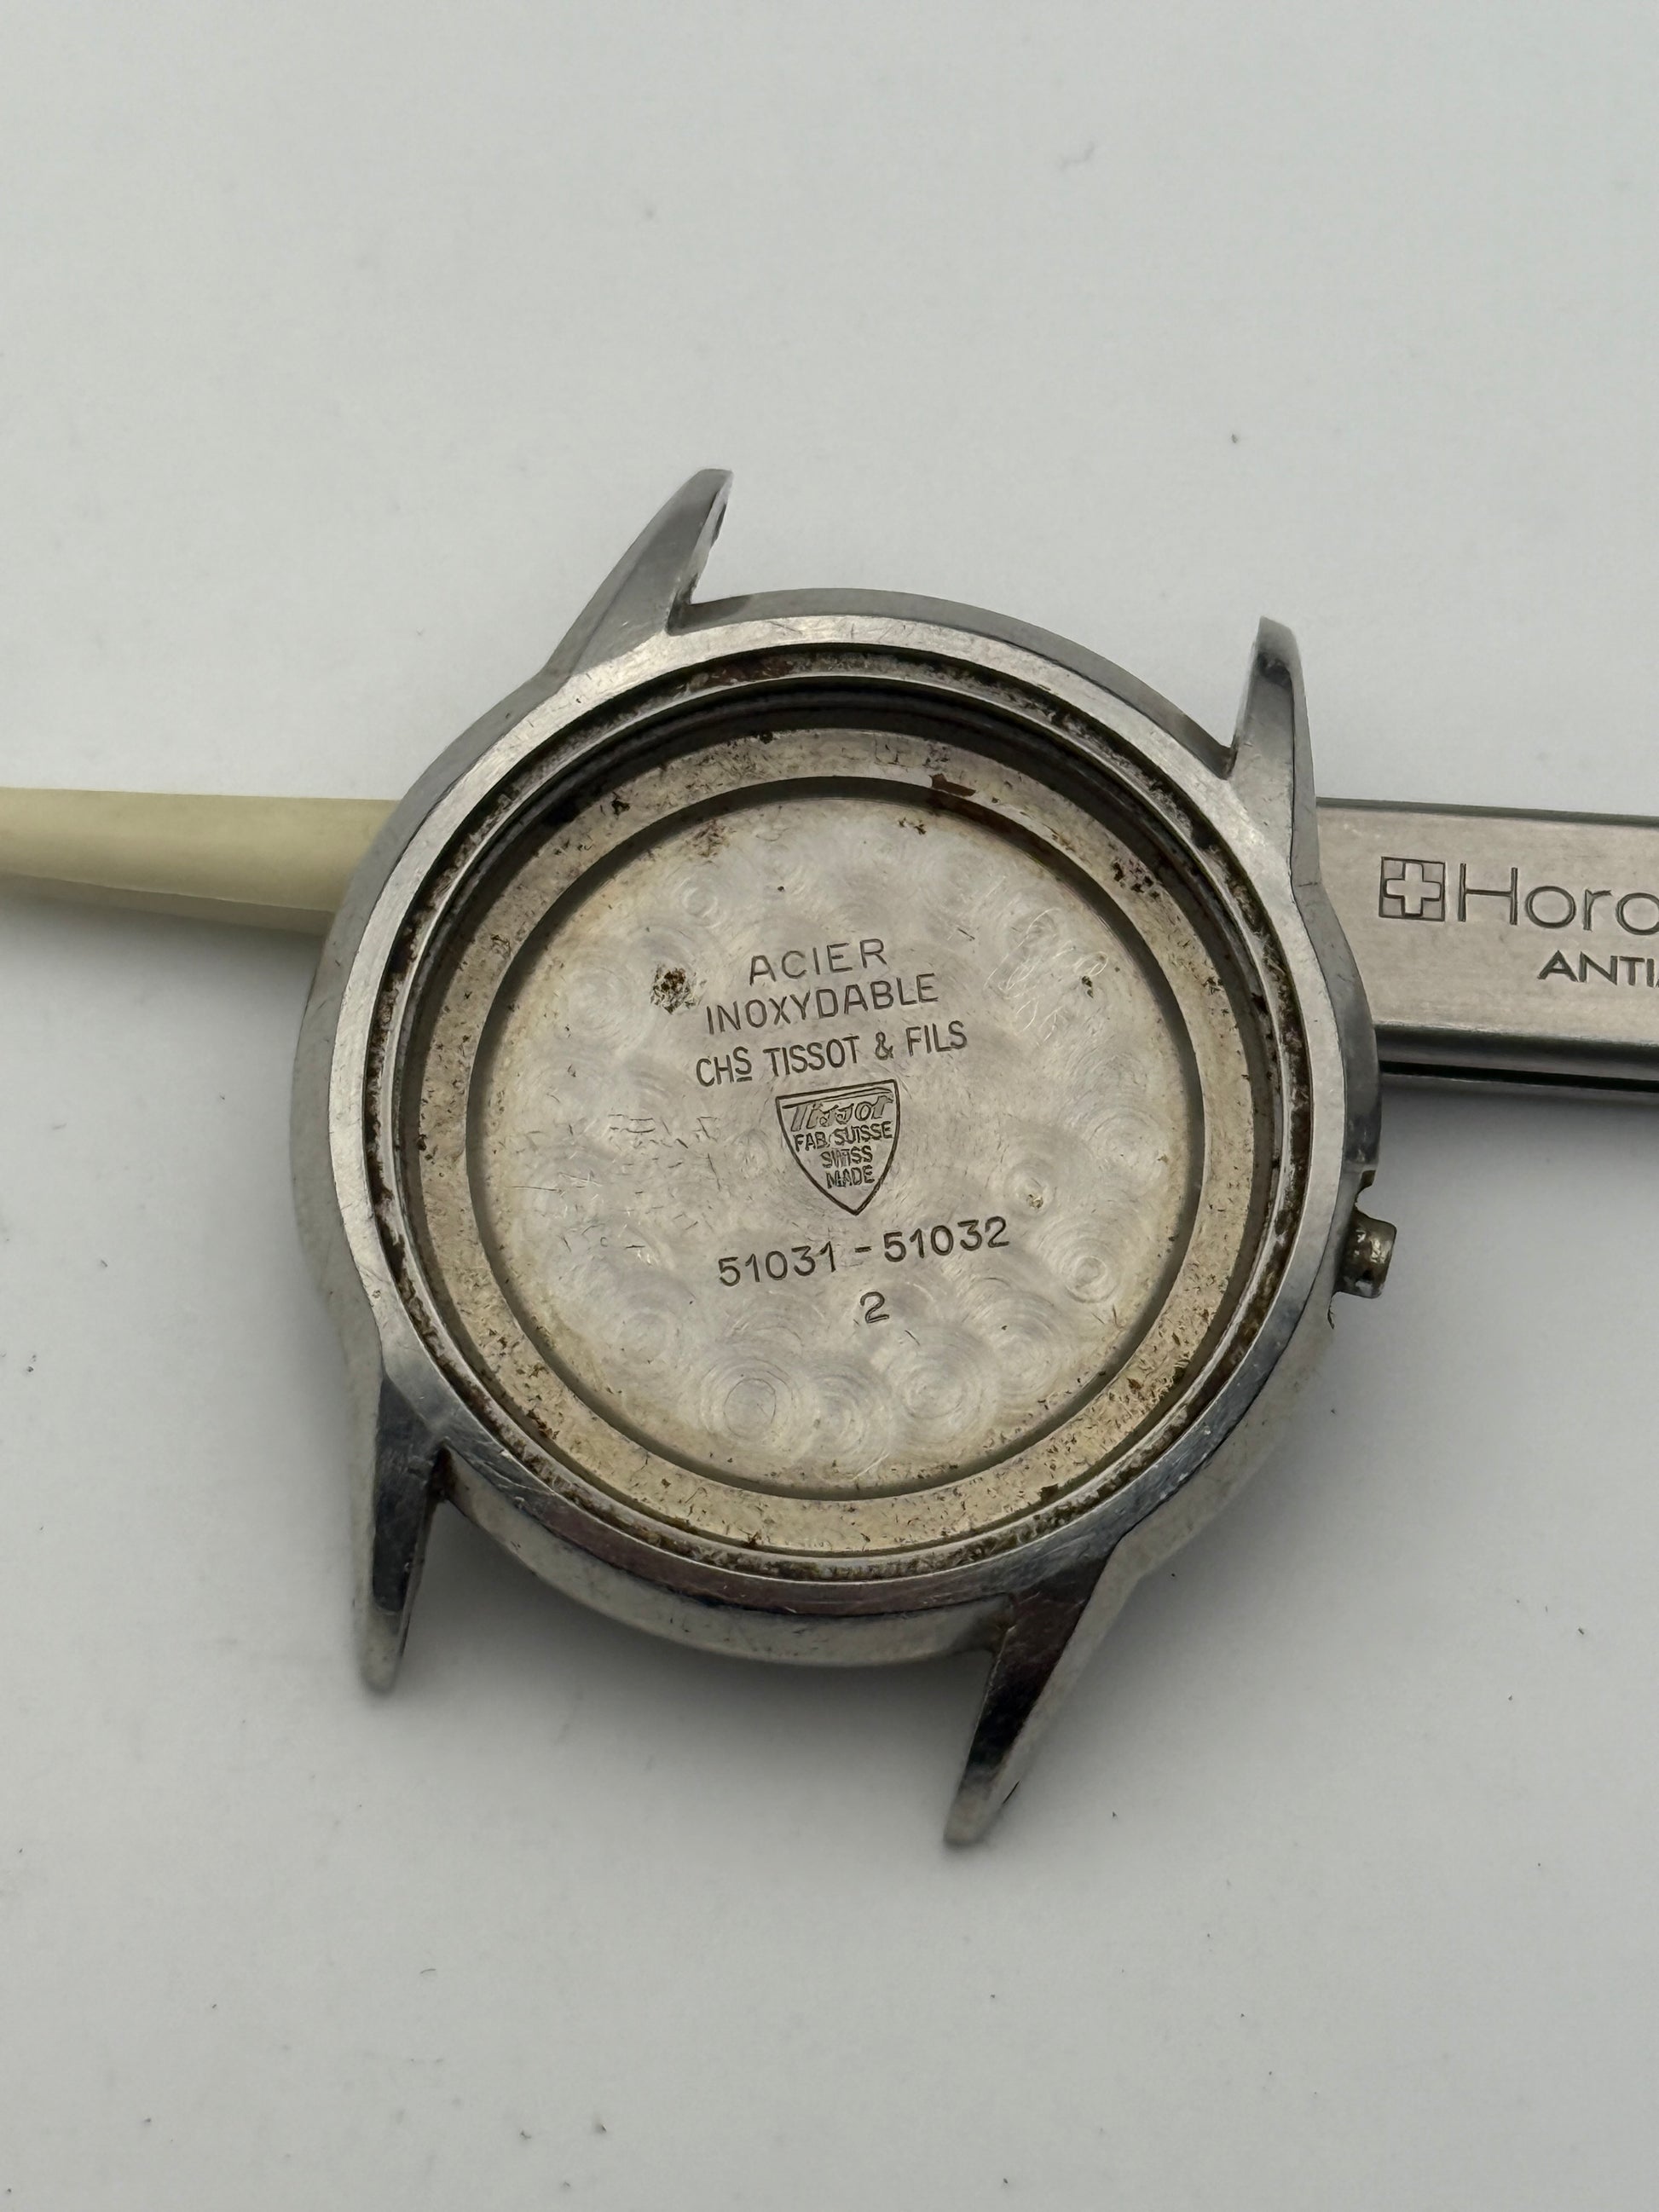 ACIER
INOXYDABLE
CHS TISSOT & FILS
Tissot
FAB. SUISSE
SWISS
MADE
51031 - 51032
2
Horo
ANTI